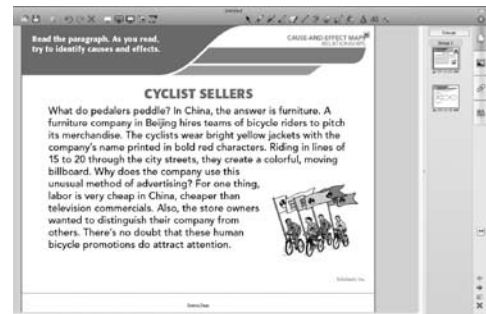 Untitled
Read the paragraph. As you read,
try to identify causes and effects.
CAUSE-AND-EFFECT MAPS
RELATIONSHIPS
CYCLIST SELLERS
What do pedalers peddle? In China, the answer is furniture. A
furniture company in Beijing hires teams of bicycle riders to pitch
its merchandise. The cyclists wear bright yellow jackets with the
company's name printed in bold red characters. Riding in lines of
15 to 20 through the city streets, they create a colorful, moving
billboard. Why does the company use this
unusual method of advertising? For one thing,
labor is very cheap in China, cheaper than
television commercials. Also, the store owners
wanted to distinguish their company from
others. There's no doubt that these human
bicycle promotions do attract attention.
Scholastic Inc.